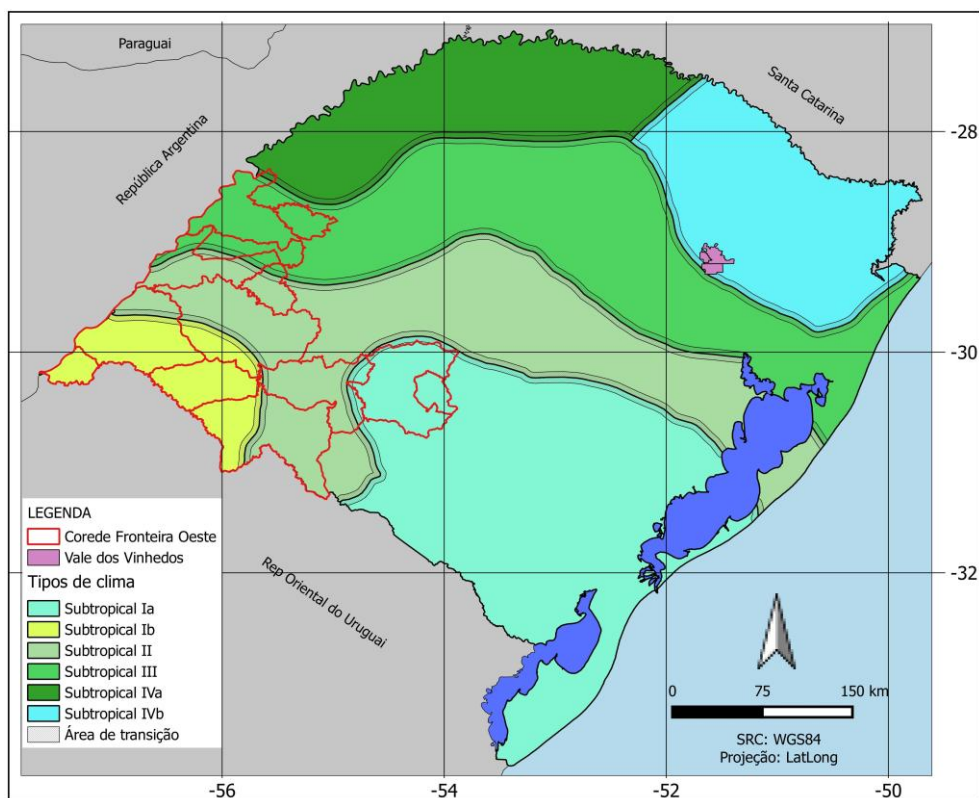 Paraguai
Santa Catarina
República Argentina
-28
-30
-32
LEGENDA
Corede Fronteira Oeste
Vale dos Vinhedos
Tipos de clima
Subtropical Ia
Subtropical Ib
Subtropical II
Subtropical III
Subtropical IVa
Subtropical IVb
Área de transição
Rep Oriental do Uruguai
0 75 150 km
SRC: WGS84
Projeção: LatLong
-56 -54 -52 -50